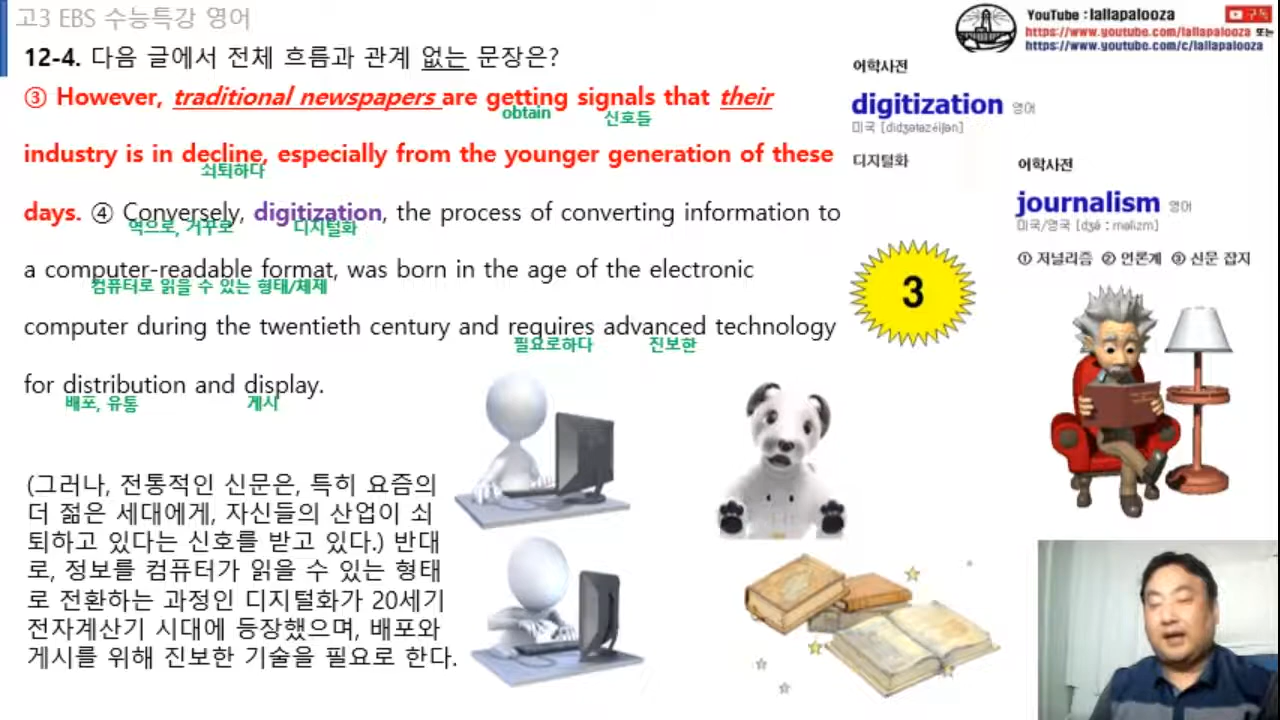 고3 EBS 수능특강 영어
12-4. 다음 글에서 전체 흐름과 관계 없는 문장은?
③ However, traditional newspapers are getting signals that their
obtain 신호들
industry is in decline, especially from the younger generation of these
쇠퇴하다
days. ④ Conversely, digitization, the process of converting information to
역으로, 거꾸로 디지털화
a computer-readable format, was born in the age of the electronic
컴퓨터로 읽을 수 있는 형태/체제
computer during the twentieth century and requires advanced technology
필요로하다 진보한
for distribution and display.
배포, 유통 게시
(그러나, 전통적인 신문은, 특히 요즘의
더 젊은 세대에게, 자신들의 산업이 쇠
퇴하고 있다는 신호를 받고 있다.) 반대
로, 정보를 컴퓨터가 읽을 수 있는 형태
로 전환하는 과정인 디지털화가 20세기
전자계산기 시대에 등장했으며, 배포와
게시를 위해 진보한 기술을 필요로 한다.
YouTube : lallapalooza 구독
https://www.youtube.com/lallapalooza 또는
https://www.youtube.com/c/lallapalooza
어학사전
digitization 영어
미국 [didʒətəzéiʃən]
디지털화
어학사전
journalism 영어
미국/영국 [dʒə́ːrnəlizm]
① 저널리즘 ② 언론계 ③ 신문 잡지
3